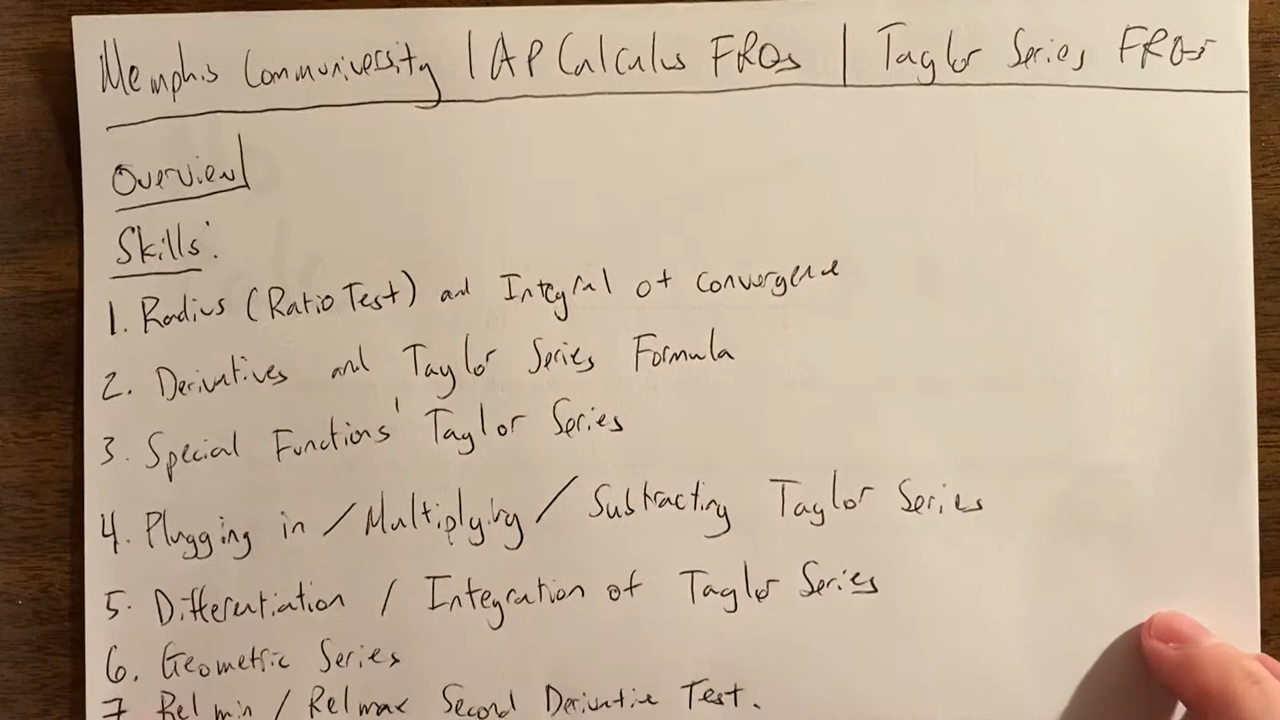 Memphis Communiversity | AP Calculus FRQs | Taylor Series FRQs
Overview
Skills:
1. Radius (Ratio Test) and Integral of Convergence
2. Derivatives and Taylor Series Formula
3. Special Functions' Taylor Series
4. Plugging in / Multiplying / Subtracting Taylor Series
5. Differentiation / Integration of Taylor Series
6. Geometric Series
7 Rel min / Rel max Second Derivative Test.